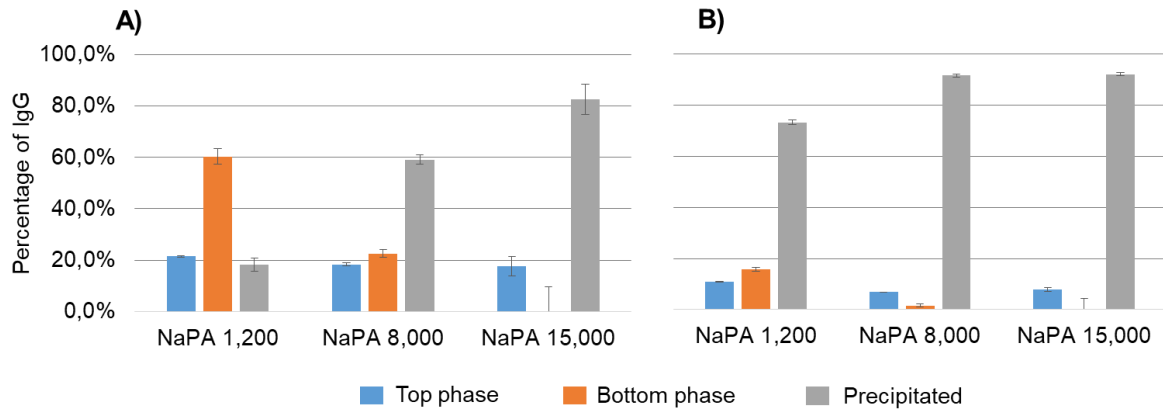 A)
B)
Percentage of IgG
100,0%
80,0%
60,0%
40,0%
20,0%
0,0%
NaPA 1,200 NaPA 8,000 NaPA 15,000
NaPA 1,200 NaPA 8,000 NaPA 15,000
Top phase Bottom phase Precipitated